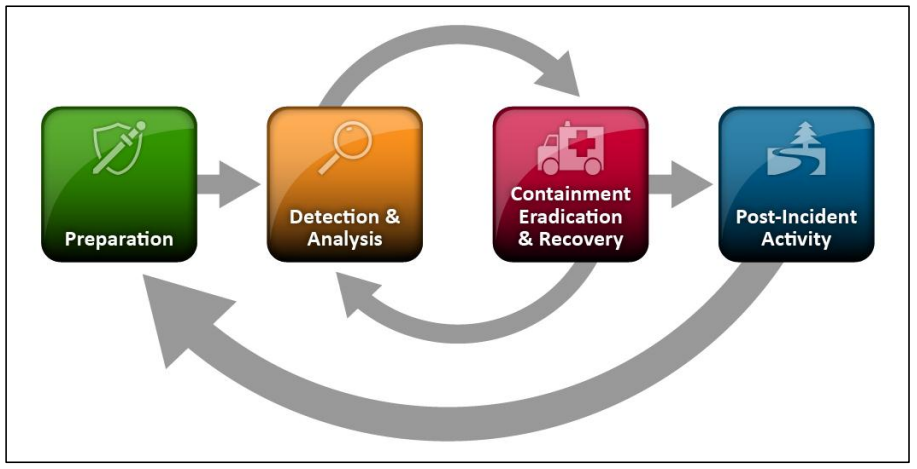 Preparation
Detection &
Analysis
Containment
Eradication
& Recovery
Post-Incident
Activity